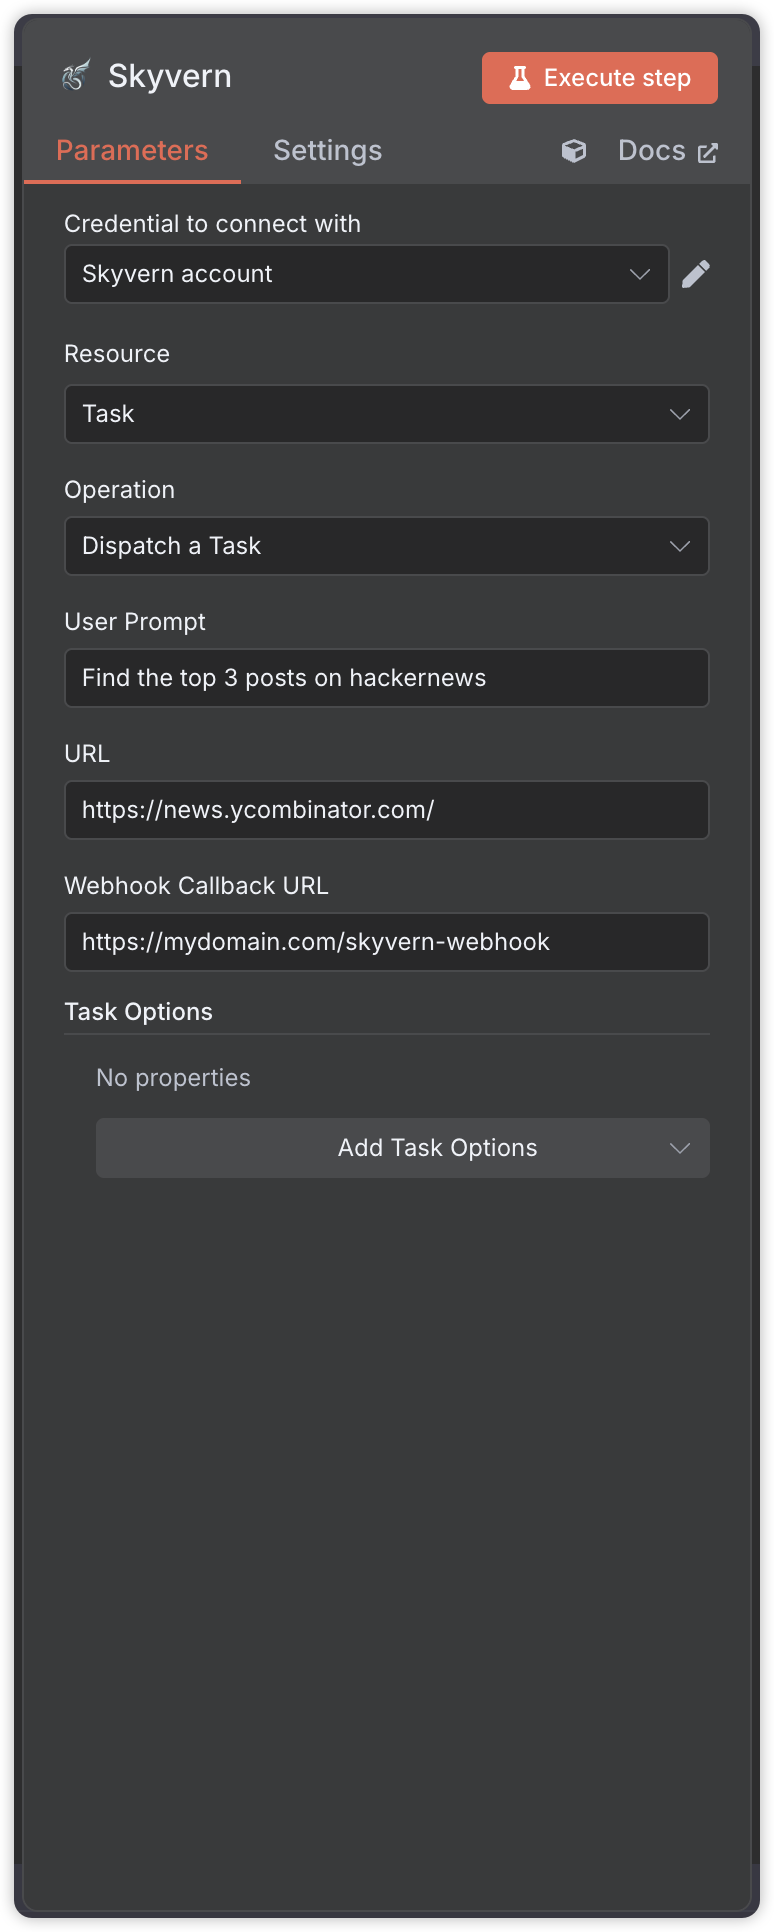 Skyvern
Execute step
Parameters
Settings
Docs
Credential to connect with
Skyvern account
Resource
Task
Operation
Dispatch a Task
User Prompt
Find the top 3 posts on hackernews
URL
https://news.ycombinator.com/
Webhook Callback URL
https://mydomain.com/skyvern-webhook
Task Options
No properties
Add Task Options